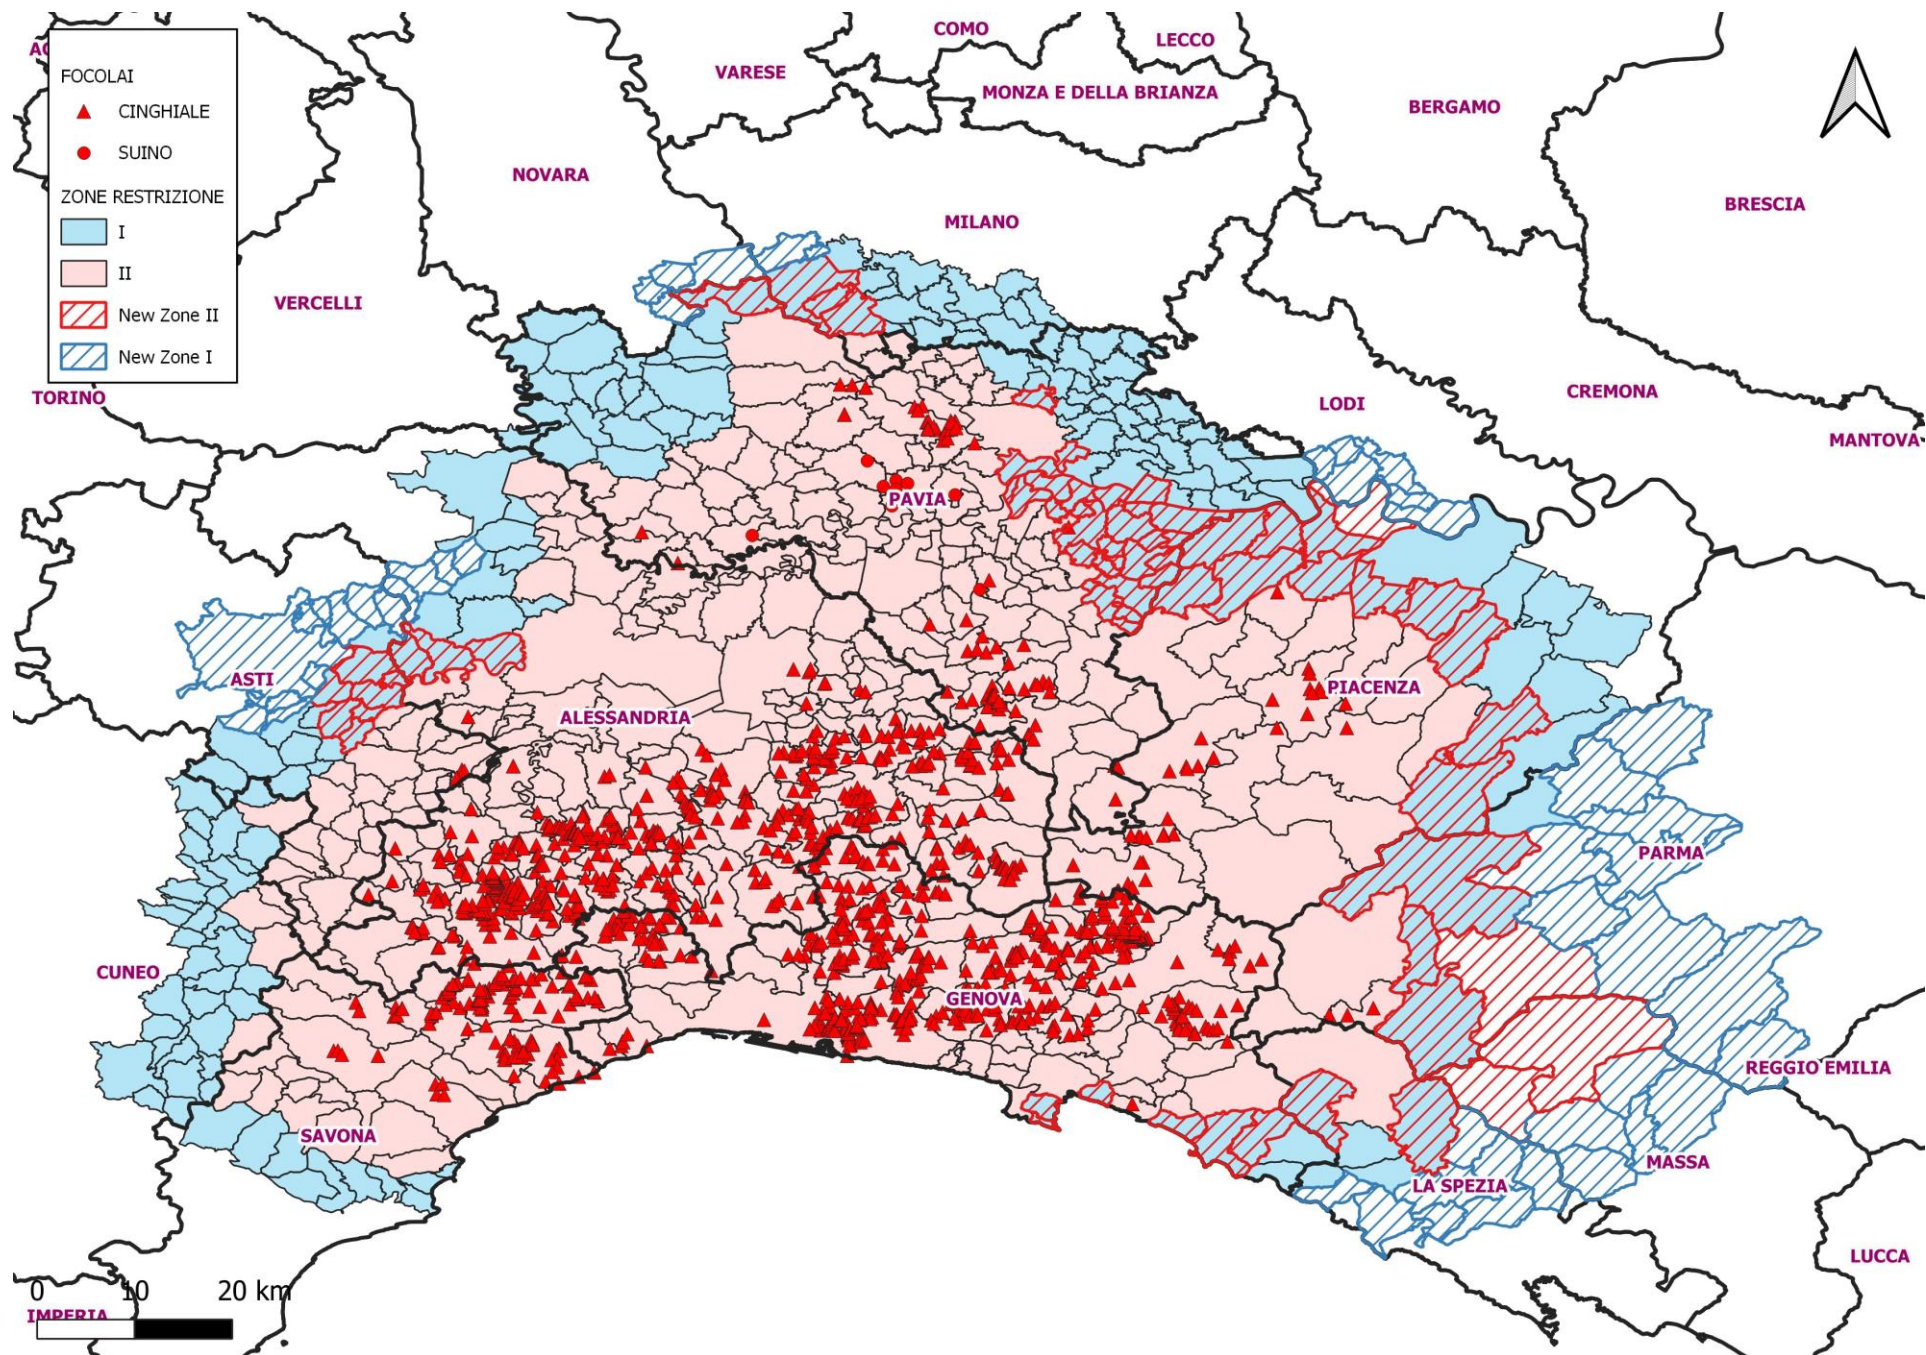 COMO
LECCO
VARESE
MONZA E DELLA BRIANZA
BERGAMO
FOCOLAI
CINGHIALE
SUINO
ZONE RESTRIZIONE
I
II
New Zone II
New Zone I
NOVARA
MILANO
BRESCIA
VERCELLI
TORINO
LODI
CREMONA
MANTOVA
PAVIA
ASTI
ALESSANDRIA
PIACENZA
PARMA
CUNEO
GENOVA
REGGIO EMILIA
SAVONA
MASSA
LA SPEZIA
LUCCA
0 10 20 km
IMPERIA